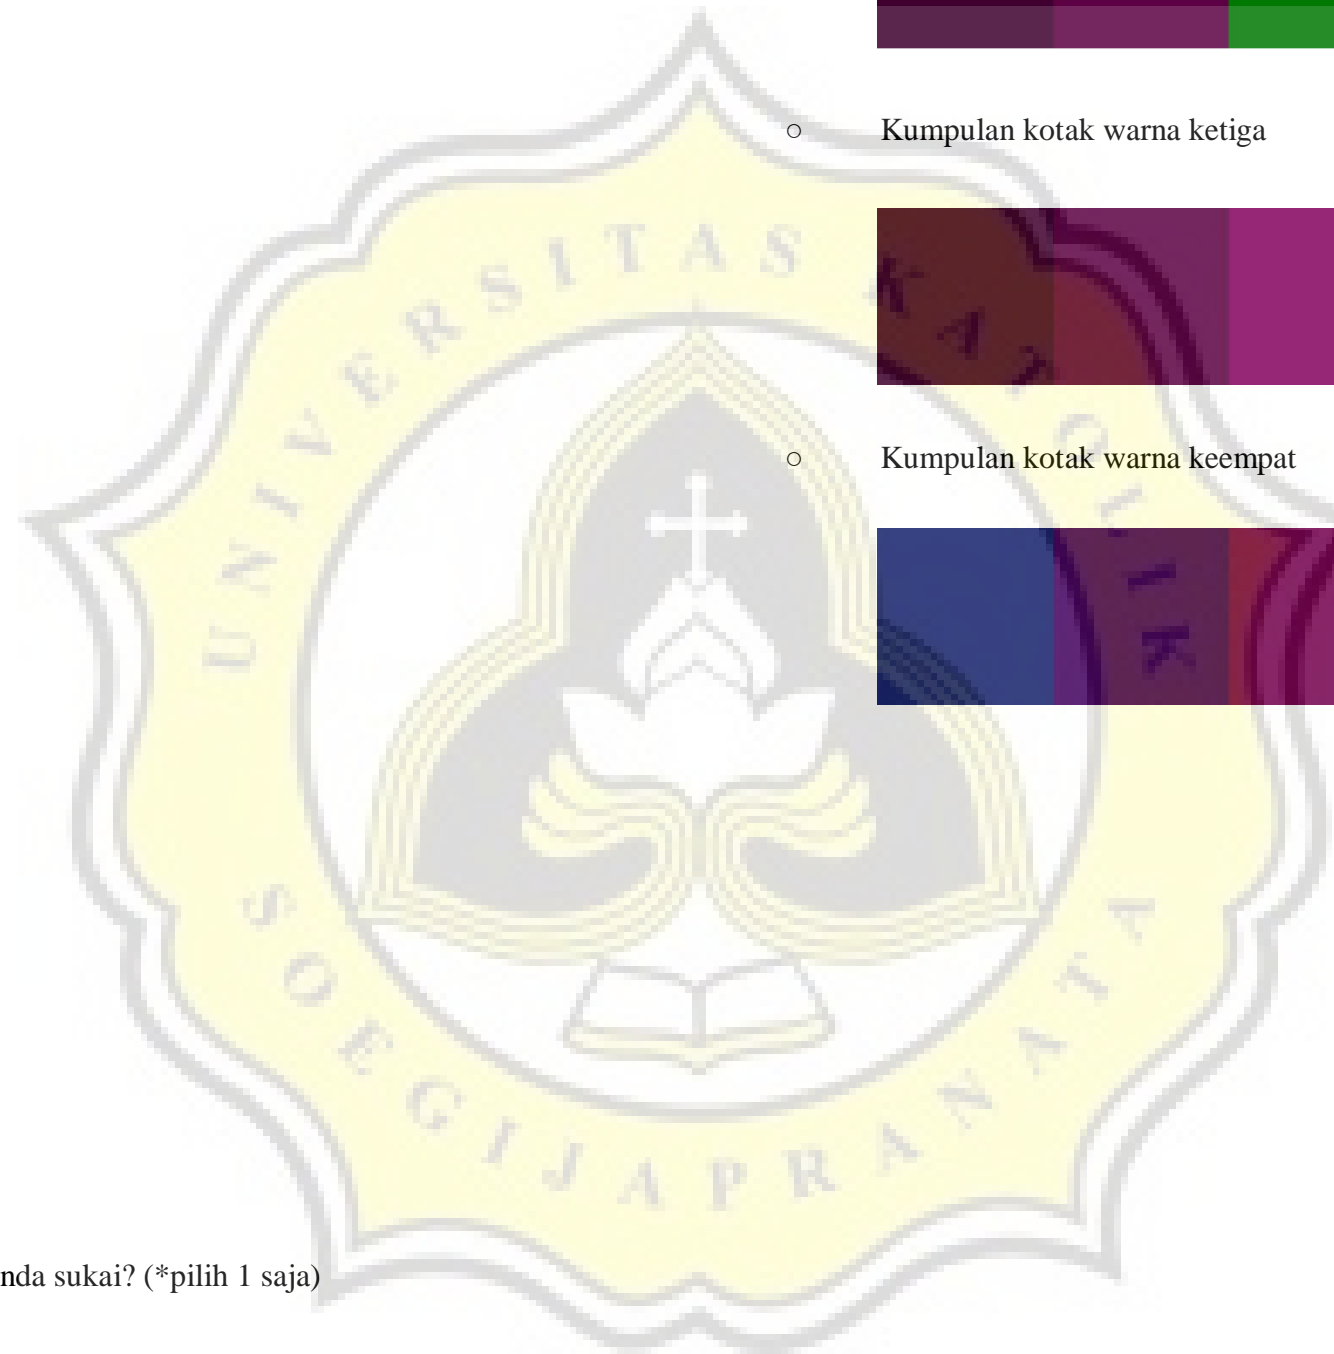 ○ Kumpulan kotak warna ketiga
○ Kumpulan kotak warna keempat
UNIVERSITAS KATOLIK
SOEGIJAPRANATA
nda sukai? (*pilih 1 saja)